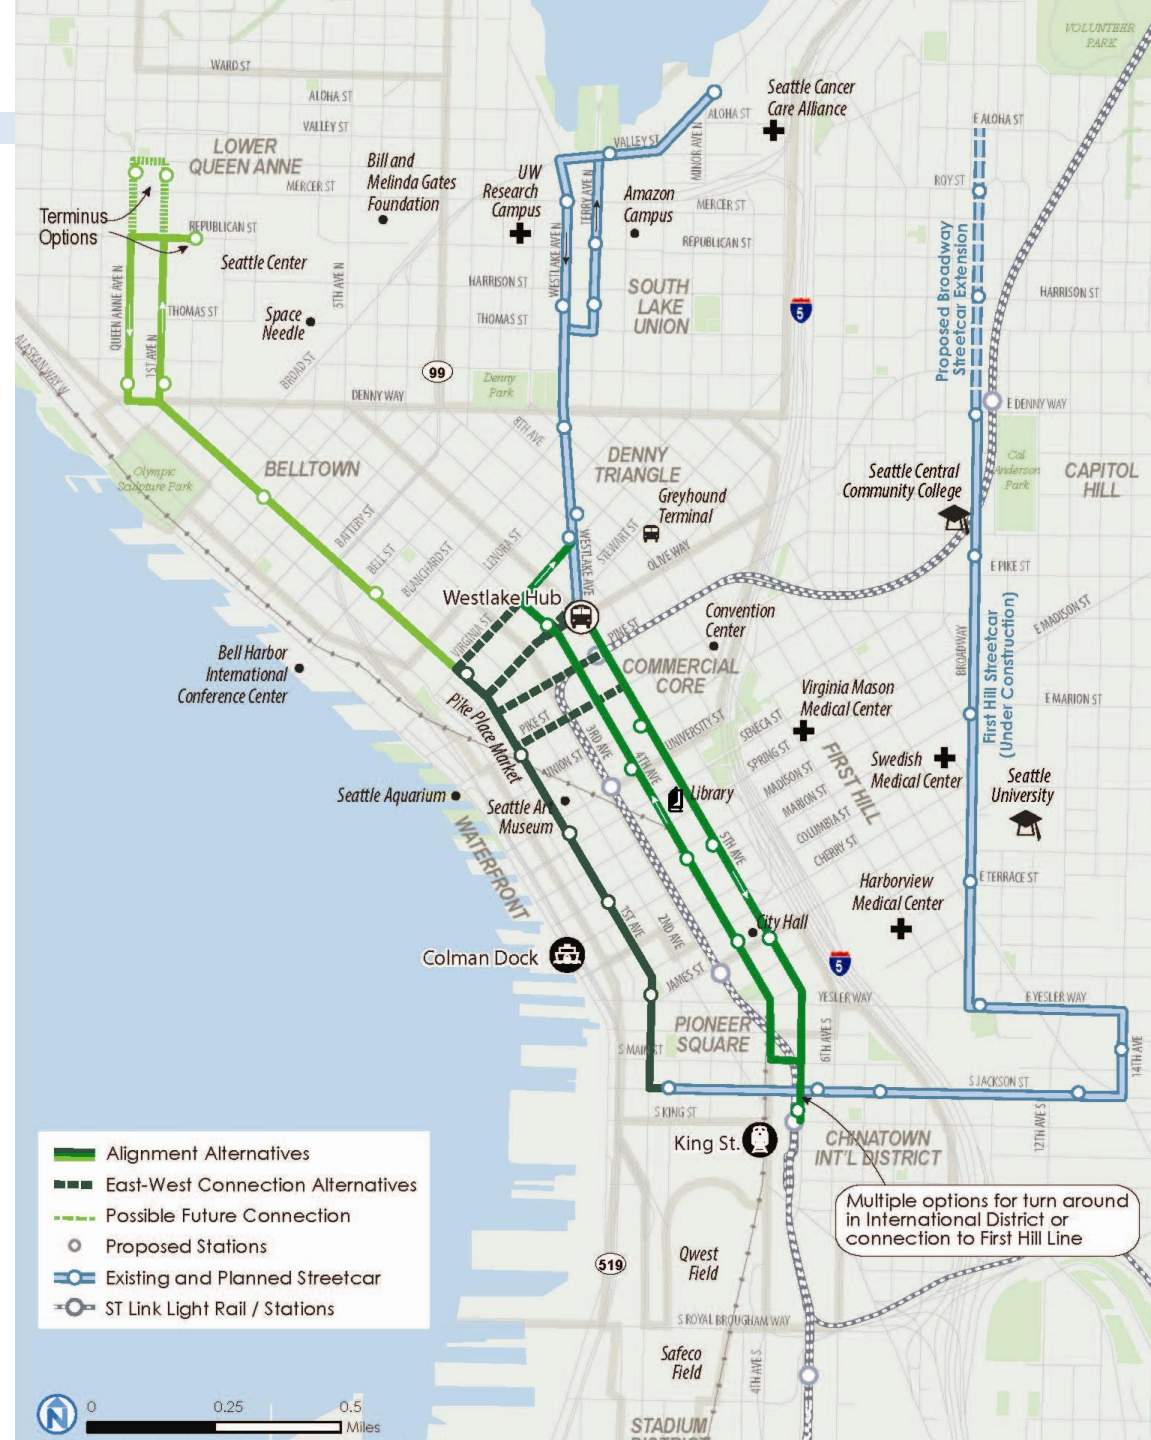 VOLUNTEER
PARK
WARD ST
ALOHA ST
VALLEY ST
LOWER
QUEEN ANNE
MERCER ST
Bill and
Melinda Gates
Foundation
UW
Research
Campus
VALLEY ST
ALOHA ST
MINOR AVE N
Seattle Cancer
Care Alliance
E ALOHA ST
ROY ST
Terminus
Options
REPUBLICAN ST
Seattle Center
TERRY AVE N
WESTLAKE AVE N
Amazon
Campus
MERCER ST
REPUBLICAN ST
Proposed Broadway
Streetcar Extension
HARRISON ST
HARRISON ST
5TH AVE N
QUEEN ANNE AVE N
1ST AVE N
THOMAS ST
Space
Needle
THOMAS ST
SOUTH
LAKE
UNION
5
ALASKAN WAY W
BROAD ST
99
Denny
Park
DENNY WAY
E DENNY WAY
8TH AVE
Olympic
Sculpture Park
BELLTOWN
DENNY
TRIANGLE
Cal
Anderson
Park
CAPITOL
HILL
Seattle Central
Community College
Greyhound
Terminal
BATTERY ST
BELL ST
BLANCHARD ST
LENORA ST
WESTLAKE AVE
STEWART ST
OLIVE WAY
E PIKE ST
Westlake Hub
VIRGINIA ST
PINE ST
Convention
Center
E MADISON ST
BROADWAY
First Hill Streetcar
(Under Construction)
Bell Harbor
International
Conference Center
COMMERCIAL
CORE
Pike Place Market
PIKE ST
Virginia Mason
Medical Center
E MARION ST
UNION ST
3RD AVE
4TH AVE
UNIVERSITY ST
SENECA ST
SPRING ST
MADISON ST
MARION ST
COLUMBIA ST
CHERRY ST
FIRST HILL
Swedish
Medical Center
Seattle
University
Seattle Aquarium
Seattle Art
Museum
Library
WATERFRONT
5TH AVE
E TERRACE ST
Harborview
Medical Center
1ST AVE
2ND AVE
City Hall
Colman Dock
JAMES ST
5
YESLER WAY
E YESLER WAY
PIONEER
SQUARE
S MAIN ST
6TH AVE S
14TH AVE
S JACKSON ST
S KING ST
12TH AVE S
King St.
CHINATOWN
INT'L DISTRICT
Alignment Alternatives
East-West Connection Alternatives
Possible Future Connection
Proposed Stations
Existing and Planned Streetcar
ST Link Light Rail / Stations
Multiple options for turn around
in International District or
connection to First Hill Line
519
Qwest
Field
S ROYAL BROUGHAM WAY
Safeco
Field
4TH AVE S
N
0
0.25
0.5
Miles
STADIUM
DISTRICT